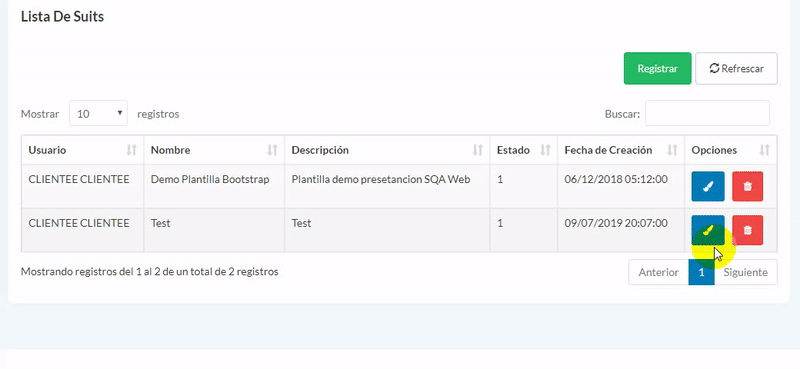 Lista De Suits
Registrar Refrescar
Mostrar 10 registros Buscar:
Usuario Nombre Descripción Estado Fecha de Creación Opciones
CLIENTEE CLIENTEE Demo Plantilla Bootstrap Plantilla demo presetancion SQA Web 1 06/12/2018 05:12:00
CLIENTEE CLIENTEE Test Test 1 09/07/2019 20:07:00
Mostrando registros del 1 al 2 de un total de 2 registros Anterior 1 Siguiente